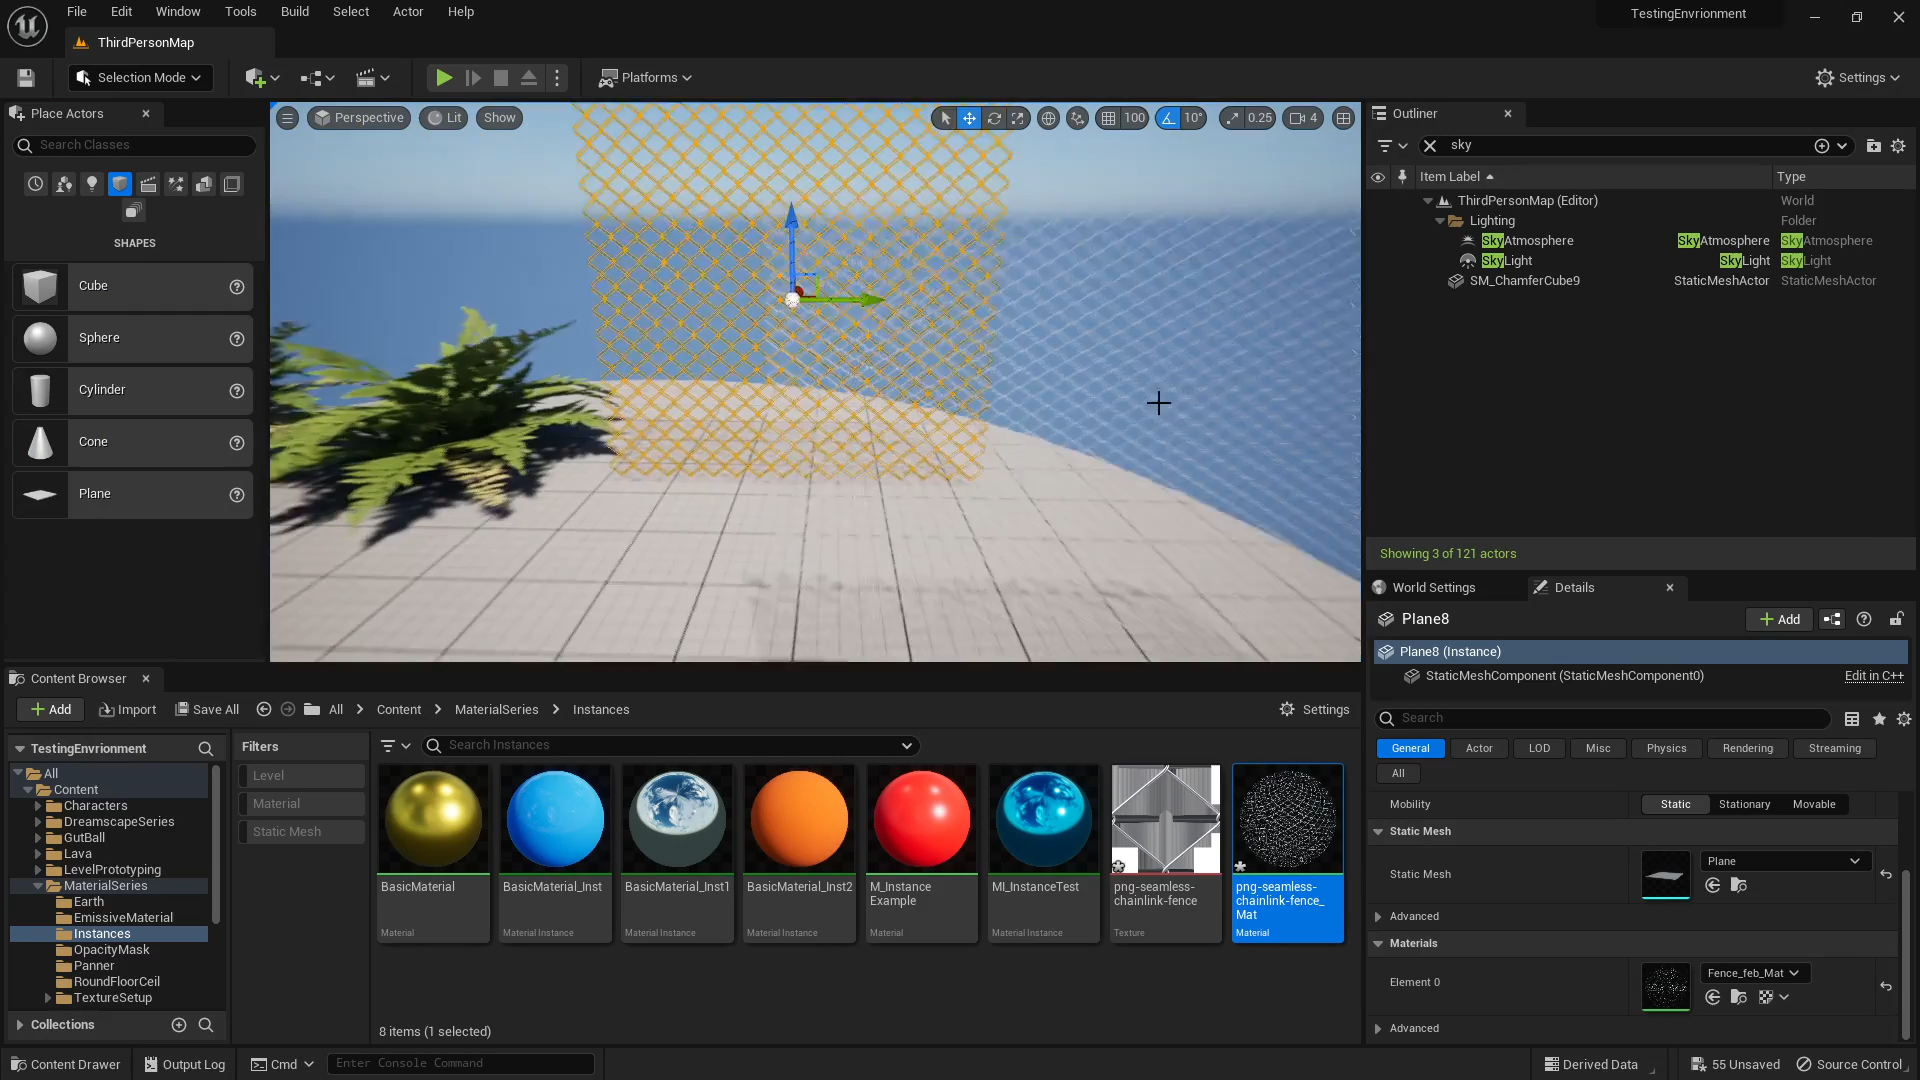 File Edit Window Tools Build Select Actor Help
TestingEnvrionment
ThirdPersonMap
Selection Mode
Platforms
Settings
Place Actors
Search Classes
SHAPES
Cube
Sphere
Cylinder
Cone
Plane
Perspective
Lit
Show
100
10°
0.25
4
Outliner
sky
Item Label
Type
ThirdPersonMap (Editor)
World
Lighting
Folder
SkyAtmosphere
SkyAtmosphere
SkyAtmosphere
SkyLight
SkyLight
SkyLight
SM_ChamferCube9
StaticMeshActor
StaticMeshActor
Showing 3 of 121 actors
World Settings
Details
Plane8
Add
Plane8 (Instance)
StaticMeshComponent (StaticMeshComponent0)
Edit in C++
Search
General
Actor
LOD
Misc
Physics
Rendering
Streaming
All
Mobility
Static
Stationary
Movable
Static Mesh
Static Mesh
Plane
Advanced
Materials
Element 0
Fence_feb_Mat
Advanced
Content Browser
Add
Import
Save All
All
Content
MaterialSeries
Instances
Settings
TestingEnvrionment
All
Content
Characters
DreamscapeSeries
GutBall
Lava
LevelPrototyping
MaterialSeries
Earth
EmissiveMaterial
Instances
OpacityMask
Panner
RoundFloorCeil
TextureSetup
Collections
Filters
Level
Material
Static Mesh
Search Instances
BasicMaterial
Material
BasicMaterial_Inst
Material Instance
BasicMaterial_Inst1
Material Instance
BasicMaterial_Inst2
Material Instance
M_Instance
Example
Material
MI_InstanceTest
Material Instance
png-seamless-
chainlink-fence
Texture
png-seamless-
chainlink-fence_
Mat
Material
8 items (1 selected)
Content Drawer
Output Log
Cmd
Enter Console Command
Derived Data
55 Unsaved
Source Control